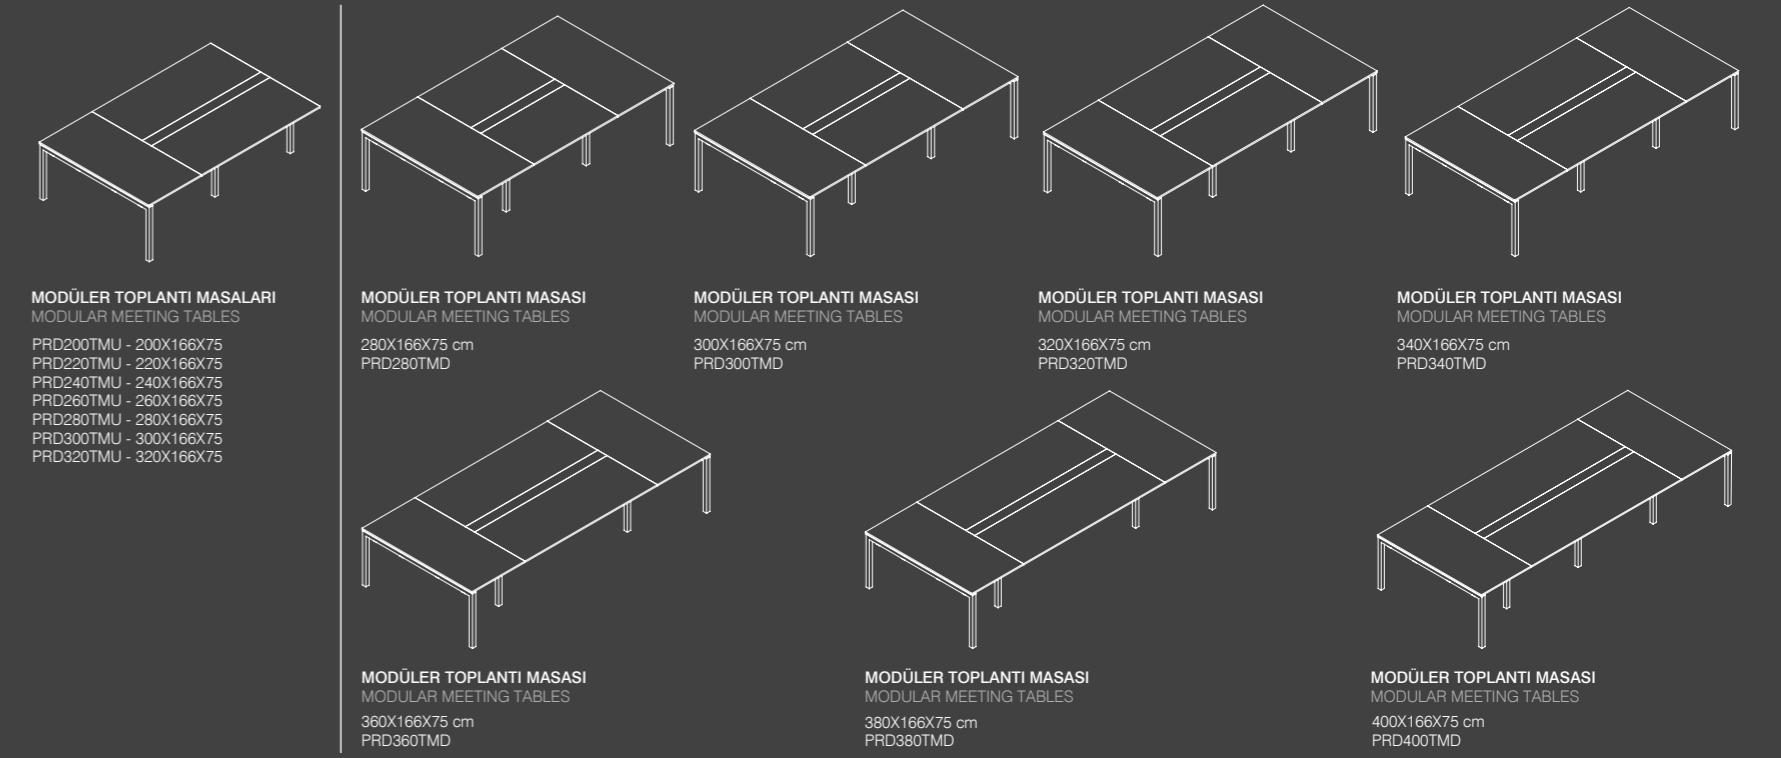 MODÜLER TOPLANTI MASALARI
MODULAR MEETING TABLES
PRD200TMU - 200X166X75
PRD220TMU - 220X166X75
PRD240TMU - 240X166X75
PRD260TMU - 260X166X75
PRD280TMU - 280X166X75
PRD300TMU - 300X166X75
PRD320TMU - 320X166X75
MODÜLER TOPLANTI MASASI
MODULAR MEETING TABLES
280X166X75 cm
PRD280TMD
MODÜLER TOPLANTI MASASI
MODULAR MEETING TABLES
300X166X75 cm
PRD300TMD
MODÜLER TOPLANTI MASASI
MODULAR MEETING TABLES
320X166X75 cm
PRD320TMD
MODÜLER TOPLANTI MASASI
MODULAR MEETING TABLES
340X166X75 cm
PRD340TMD
MODÜLER TOPLANTI MASASI
MODULAR MEETING TABLES
360X166X75 cm
PRD360TMD
MODÜLER TOPLANTI MASASI
MODULAR MEETING TABLES
380X166X75 cm
PRD380TMD
MODÜLER TOPLANTI MASASI
MODULAR MEETING TABLES
400X166X75 cm
PRD400TMD